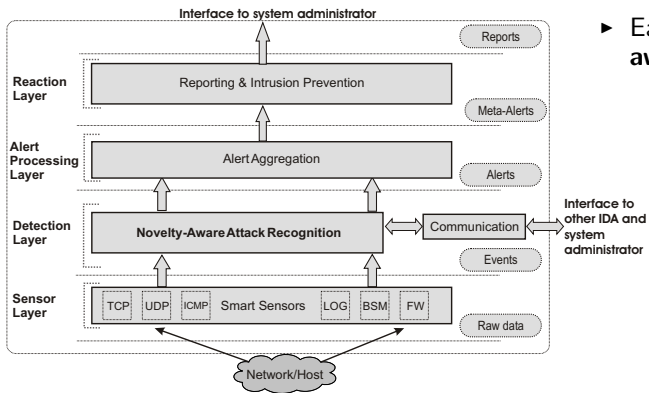 Interface to system administrator
Reports
Reaction
Layer
Reporting & Intrusion Prevention
Meta-Alerts
Alert
Processing
Layer
Alert Aggregation
Alerts
Detection
Layer
Novelty-Aware Attack Recognition
Communication
Interface to
other IDA and
system
administrator
Events
Sensor
Layer
TCP UDP ICMP Smart Sensors LOG BSM FW
Raw data
Network/Host
► Ea